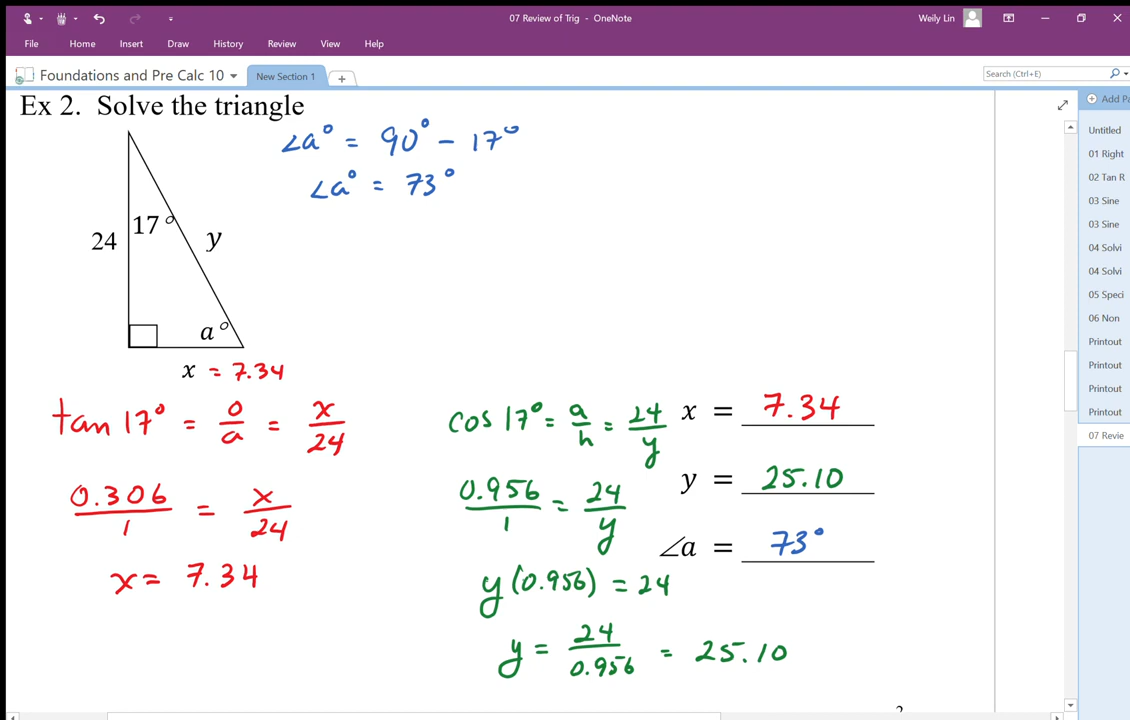 07 Review of Trig - OneNote
Weily Lin
File Home Insert Draw History Review View Help
Foundations and Pre Calc 10
New Section 1
+
Search (Ctrl+E)
Ex 2. Solve the triangle
∠a° = 90° - 17°
∠a° = 73°
17°
24
y
a°
x = 7.34
tan 17° = o/a = x/24
0.306/1 = x/24
x = 7.34
cos 17° = a/h = 24/y
0.956/1 = 24/y
y(0.956) = 24
y = 24/0.956 = 25.10
x = 7.34
y = 25.10
∠a = 73°
Add Pa
Untitled
01 Right
02 Tan R
03 Sine
03 Sine
04 Solvi
04 Solvi
05 Speci
06 Non
Printout
Printout
Printout
Printout
07 Revie